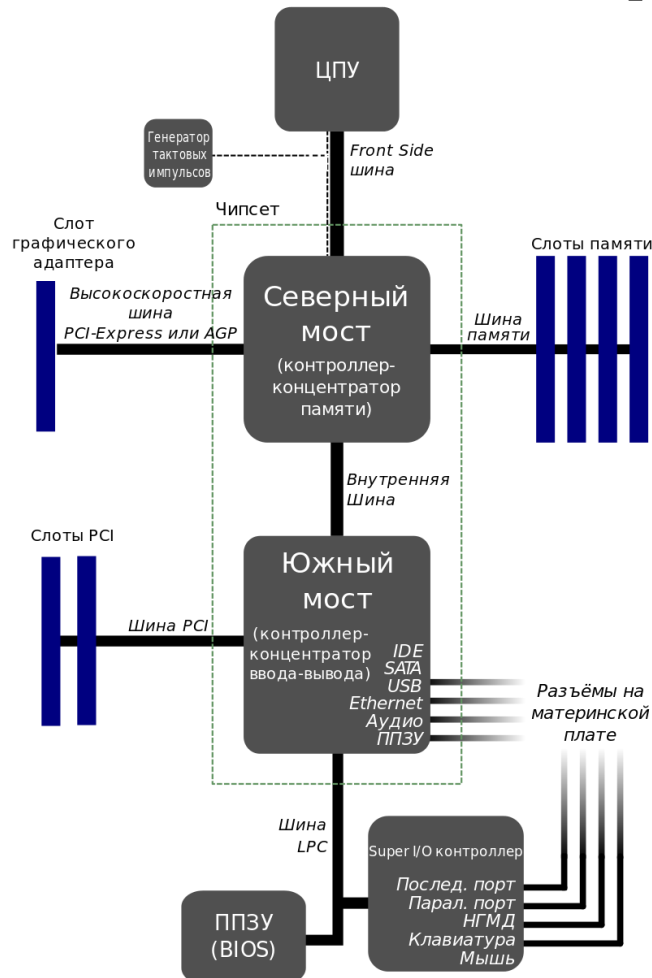 ЦПУ
Генератор
тактовых
импульсов
Front Side
шина
Чипсет
Слот
графического
адаптера
Слоты памяти
Высокоскоростная
шина
PCI-Express или AGP
Северный
мост
(контроллер-
концентратор
памяти)
Шина
памяти
Внутренняя
Шина
Слоты PCI
Южный
мост
(контроллер-
концентратор
ввода-вывода)
Шина PCI
IDE
SATA
USB
Ethernet
Аудио
ППЗУ
Разъёмы на
материнской
плате
Шина
LPC
Super I/O контроллер
Послед. порт
Парал. порт
НГМД
Клавиатура
Мышь
ППЗУ
(BIOS)